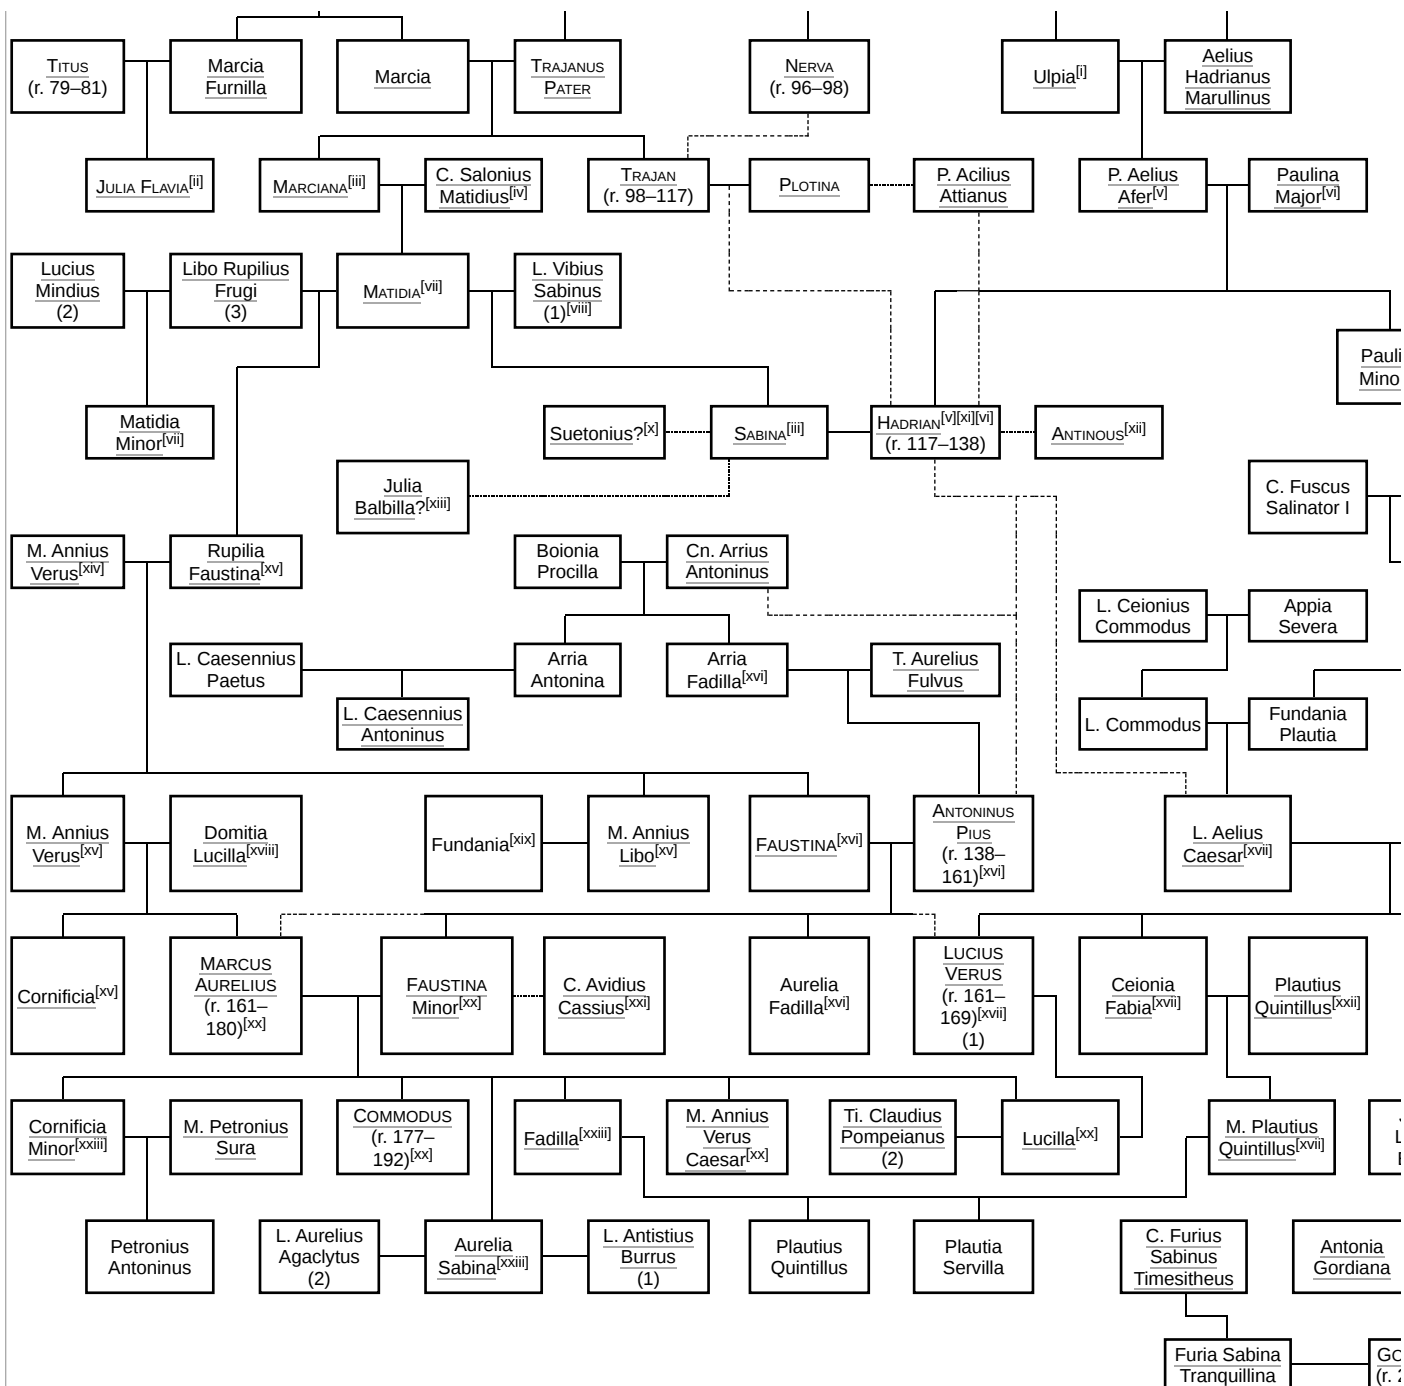 TITUS
(r. 79–81)
Marcia
Furnilla
Marcia
TRAJANUS
PATER
NERVA
(r. 96–98)
Ulpia[i]
Aelius
Hadrianus
Marullinus
JULIA FLAVIA[ii]
MARCIANA[iii]
C. Salonius
Matidius[iv]
TRAJAN
(r. 98–117)
PLOTINA
P. Acilius
Attianus
P. Aelius
Afer[v]
Paulina
Major[vi]
Lucius
Mindius
(2)
Libo Rupilius
Frugi
(3)
MATIDIA[vii]
L. Vibius
Sabinus
(1)[viii]
Pauli
Mino
Matidia
Minor[vii]
Suetonius?[x]
SABINA[iii]
HADRIAN[v][xi][vi]
(r. 117–138)
ANTINOUS[xii]
Julia
Balbilla?[xiii]
C. Fuscus
Salinator I
M. Annius
Verus[xiv]
Rupilia
Faustina[xv]
Boionia
Procilla
Cn. Arrius
Antoninus
L. Ceionius
Commodus
Appia
Severa
L. Caesennius
Paetus
Arria
Antonina
Arria
Fadilla[xvi]
T. Aurelius
Fulvus
L. Caesennius
Antoninus
L. Commodus
Fundania
Plautia
M. Annius
Verus[xv]
Domitia
Lucilla[xviii]
Fundania[xix]
M. Annius
Libo[xv]
FAUSTINA[xvi]
ANTONINUS
PIUS
(r. 138–
161)[xvi]
L. Aelius
Caesar[xvii]
Cornificia[xv]
MARCUS
AURELIUS
(r. 161–
180)[xx]
FAUSTINA
Minor[xx]
C. Avidius
Cassius[xxi]
Aurelia
Fadilla[xvi]
LUCIUS
VERUS
(r. 161–
169)[xvii]
(1)
Ceionia
Fabia[xvii]
Plautius
Quintillus[xxii]
Cornificia
Minor[xxiii]
M. Petronius
Sura
COMMODUS
(r. 177–
192)[xx]
Fadilla[xxiii]
M. Annius
Verus
Caesar[xx]
Ti. Claudius
Pompeianus
(2)
Lucilla[xx]
M. Plautius
Quintillus[xvii]
Petronius
Antoninus
L. Aurelius
Agaclytus
(2)
Aurelia
Sabina[xxiii]
L. Antistius
Burrus
(1)
Plautius
Quintillus
Plautia
Servilla
C. Furius
Sabinus
Timesitheus
Antonia
Gordiana
Furia Sabina
Tranquillina
GO
(r. 2